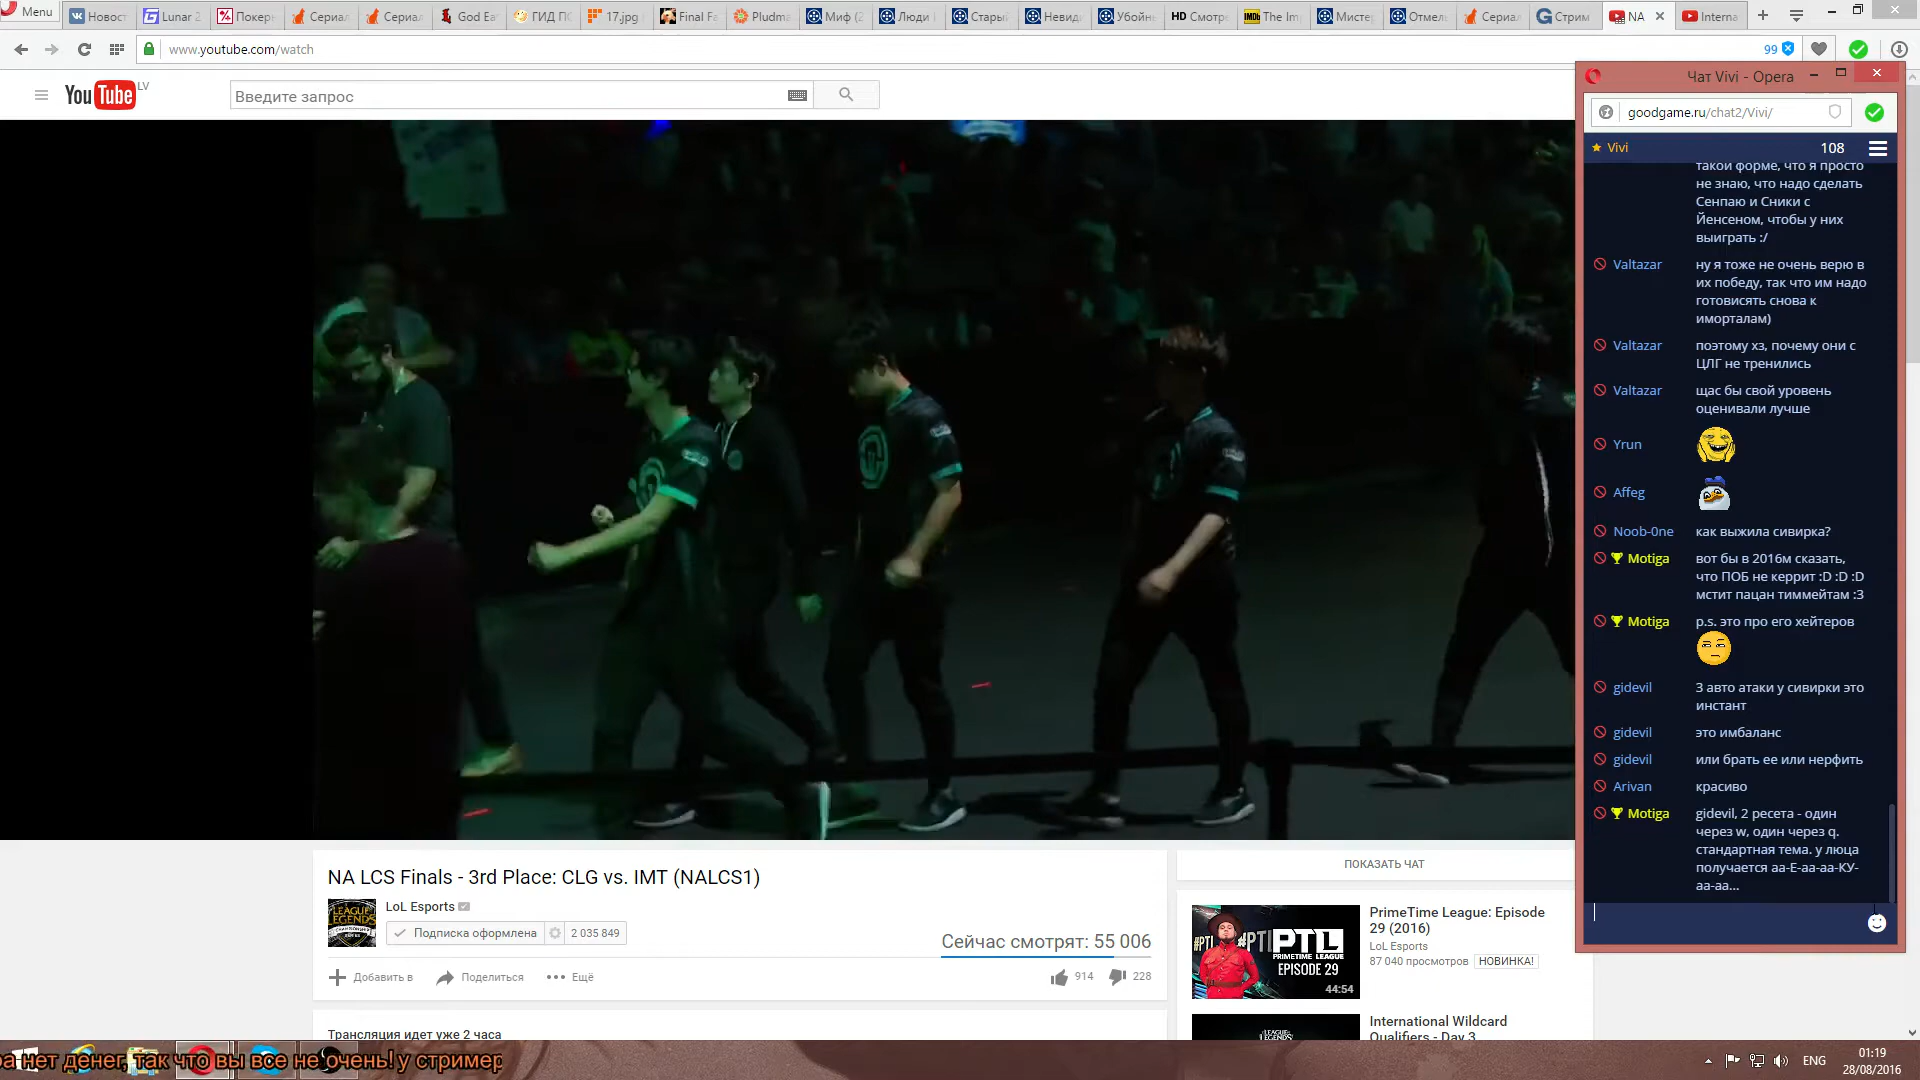 Menu
Новост
Lunar 2
Покерн
Сериал
Сериал
God Ea
ГИД ПО
17.jpg
Final Fa
Pludma
Миф (2
Люди
Старый
Невиди
Убойн
HD Смотре
IMDb The Im
Мисте
Отмел
Сериал
Стрим
NA
Interna
www.youtube.com/watch
99
YouTube LV
Введите запрос
Чат Vivi - Opera
goodgame.ru/chat2/Vivi/
Vivi
108
такой форме, что я просто
не знаю, что надо сделать
Сенпаю и Сники с
Йенсеном, чтобы у них
выиграть :/
Valtazar
ну я тоже не очень верю в
их победу, так что им надо
готовисять снова к
иморталам)
Valtazar
поэтому хз, почему они с
ЦЛГ не тренились
Valtazar
щас бы свой уровень
оценивали лучше
Yrun
Affeg
Noob-0ne
как выжила сивирка?
Motiga
вот бы в 2016м сказать,
что ПОБ не керрит :D :D :D
мстит пацан тиммейтам :3
Motiga
p.s. это про его хейтеров
gidevil
3 авто атаки у сивирки это
инстант
gidevil
это имбаланс
gidevil
или брать ее или нерфить
Arivan
красиво
Motiga
gidevil, 2 ресета - один
через w, один через q.
стандартная тема. у люца
получается аа-Е-аа-аа-КУ-
аа-аа...
NA LCS Finals - 3rd Place: CLG vs. IMT (NALCS1)
LEAGUE
LEGENDS
LoL Esports
Подписка оформлена
2 035 849
Сейчас смотрят: 55 006
Добавить в
Поделиться
Ещё
914
228
Трансляция идет уже 2 часа
ПОКАЗАТЬ ЧАТ
PTL
PRIMETIME LEAGUE
EPISODE 29
44:54
PrimeTime League: Episode
29 (2016)
LoL Esports
87 040 просмотров
НОВИНКА!
International Wildcard
Qualifiers - Day 3
ра нет денег, так что вы все не очень! у стример
ENG
01:19
28/08/2016